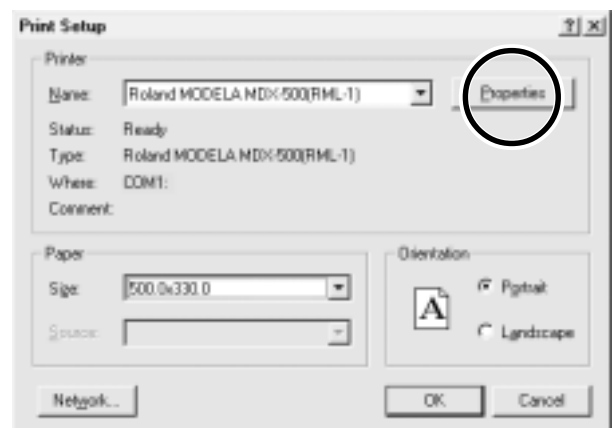 Print Setup
Printer
Name: Roland MODELA MDX-500(RML-1) Properties
Status: Ready
Type: Roland MODELA MDX-500(RML-1)
Where: COM1:
Comment:
Paper
Size: 500.0x330.0
Source:
Orientation
A
Portrait
Landscape
Network... OK Cancel